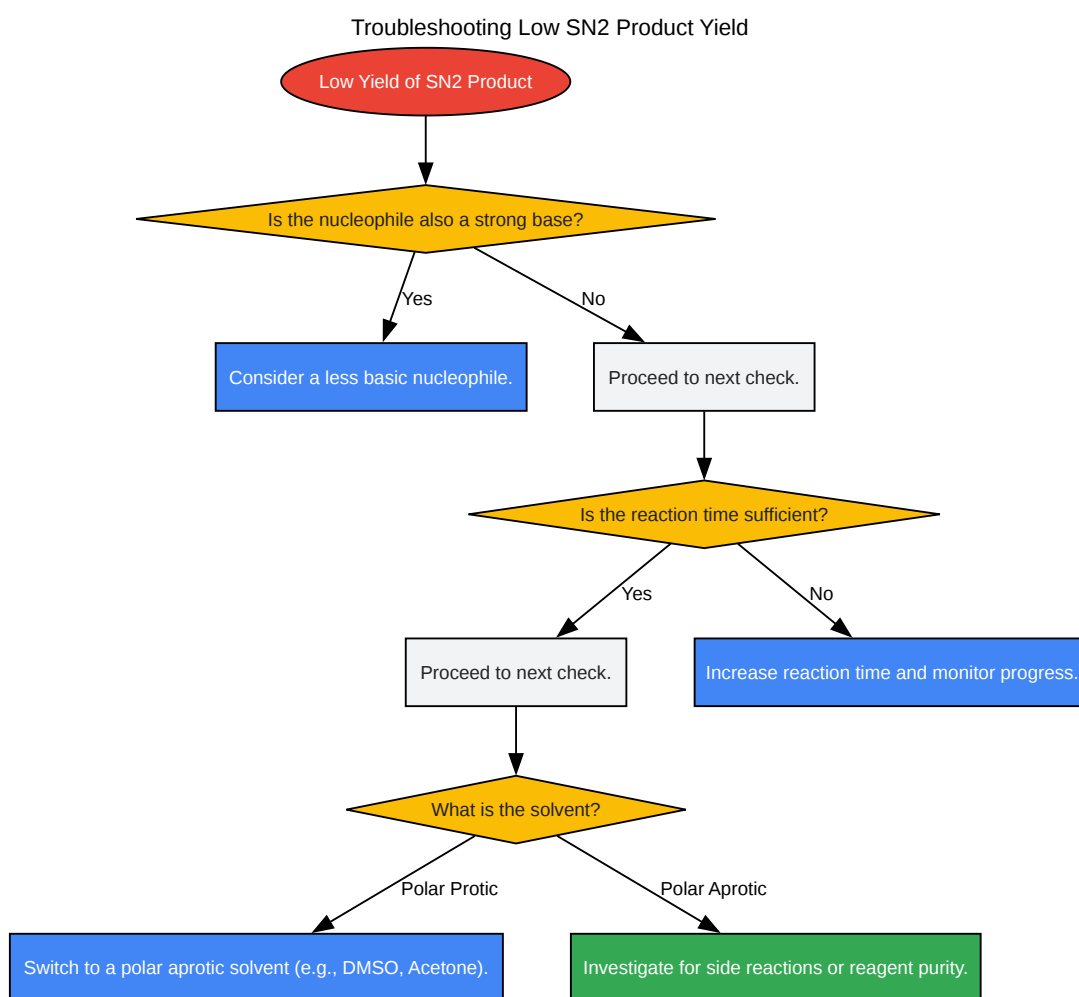 Troubleshooting Low SN2 Product Yield
Low Yield of SN2 Product
Is the nucleophile also a strong base?
Yes
No
Consider a less basic nucleophile.
Proceed to next check.
Is the reaction time sufficient?
Yes
No
Proceed to next check.
Increase reaction time and monitor progress.
What is the solvent?
Polar Protic
Polar Aprotic
Switch to a polar aprotic solvent (e.g., DMSO, Acetone).
Investigate for side reactions or reagent purity.